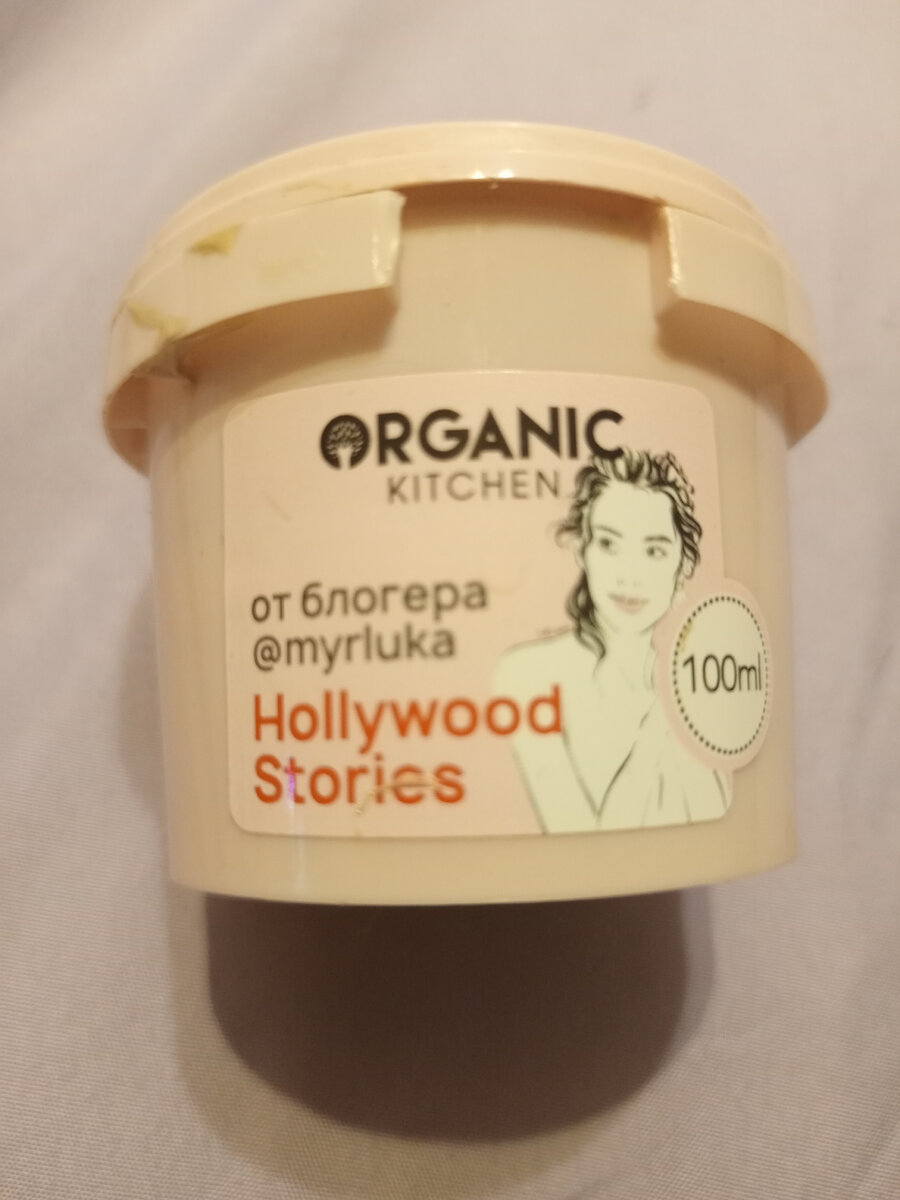 ORGANIC
KITCHEN
от блогера
@myrluka
Hollywood
Stories
100ml